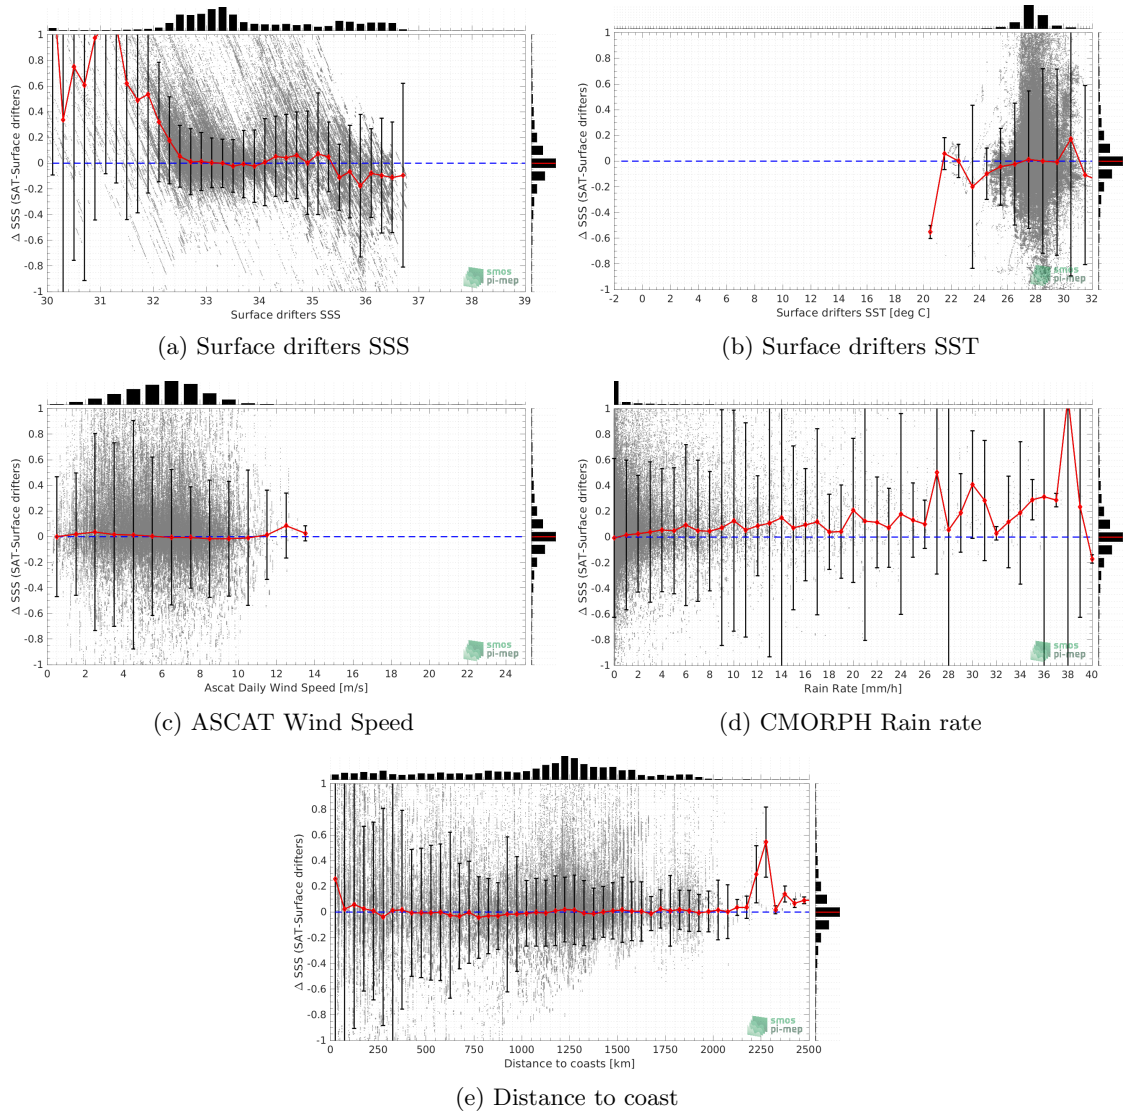 1
0.8
0.6
0.4
0.2
0
-0.2
-0.4
-0.6
-0.8
-1
Δ SSS (SAT-Surface drifters)
smos
pi-mep
30 31 32 33 34 35 36 37 38 39
Surface drifters SSS
(a) Surface drifters SSS
1
0.8
0.6
0.4
0.2
0
-0.2
-0.4
-0.6
-0.8
-1
Δ SSS (SAT-Surface drifters)
smos
pi-mep
-2 0 2 4 6 8 10 12 14 16 18 20 22 24 26 28 30 32
Surface drifters SST [deg C]
(b) Surface drifters SST
1
0.8
0.6
0.4
0.2
0
-0.2
-0.4
-0.6
-0.8
-1
Δ SSS (SAT-Surface drifters)
smos
pi-mep
0 2 4 6 8 10 12 14 16 18 20 22 24
Ascat Daily Wind Speed [m/s]
(c) ASCAT Wind Speed
1
0.8
0.6
0.4
0.2
0
-0.2
-0.4
-0.6
-0.8
-1
Δ SSS (SAT-Surface drifters)
smos
pi-mep
0 2 4 6 8 10 12 14 16 18 20 22 24 26 28 30 32 34 36 38 40
Rain Rate [mm/h]
(d) CMORPH Rain rate
1
0.8
0.6
0.4
0.2
0
-0.2
-0.4
-0.6
-0.8
-1
Δ SSS (SAT-Surface drifters)
smos
pi-mep
0 250 500 750 1000 1250 1500 1750 2000 2250 2500
Distance to coasts [km]
(e) Distance to coast